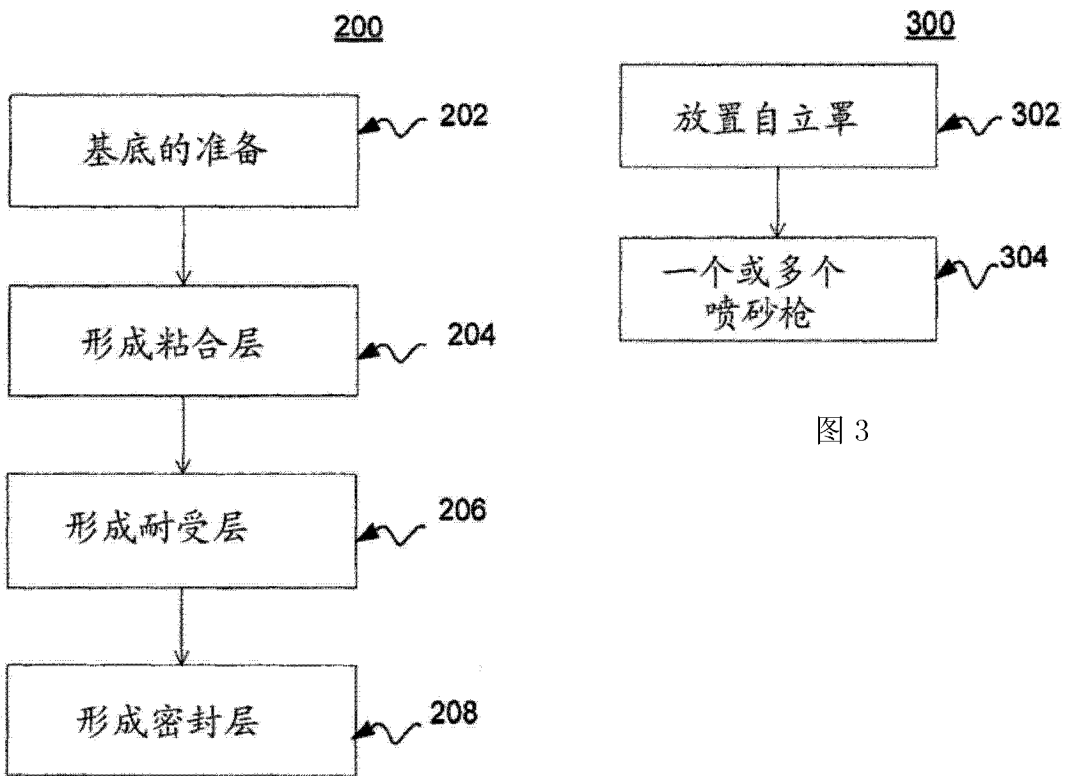 200
基底的准备
202
形成粘合层
204
形成耐受层
206
形成密封层
208
300
放置自立罩
302
一个或多个
喷砂枪
304
图 3